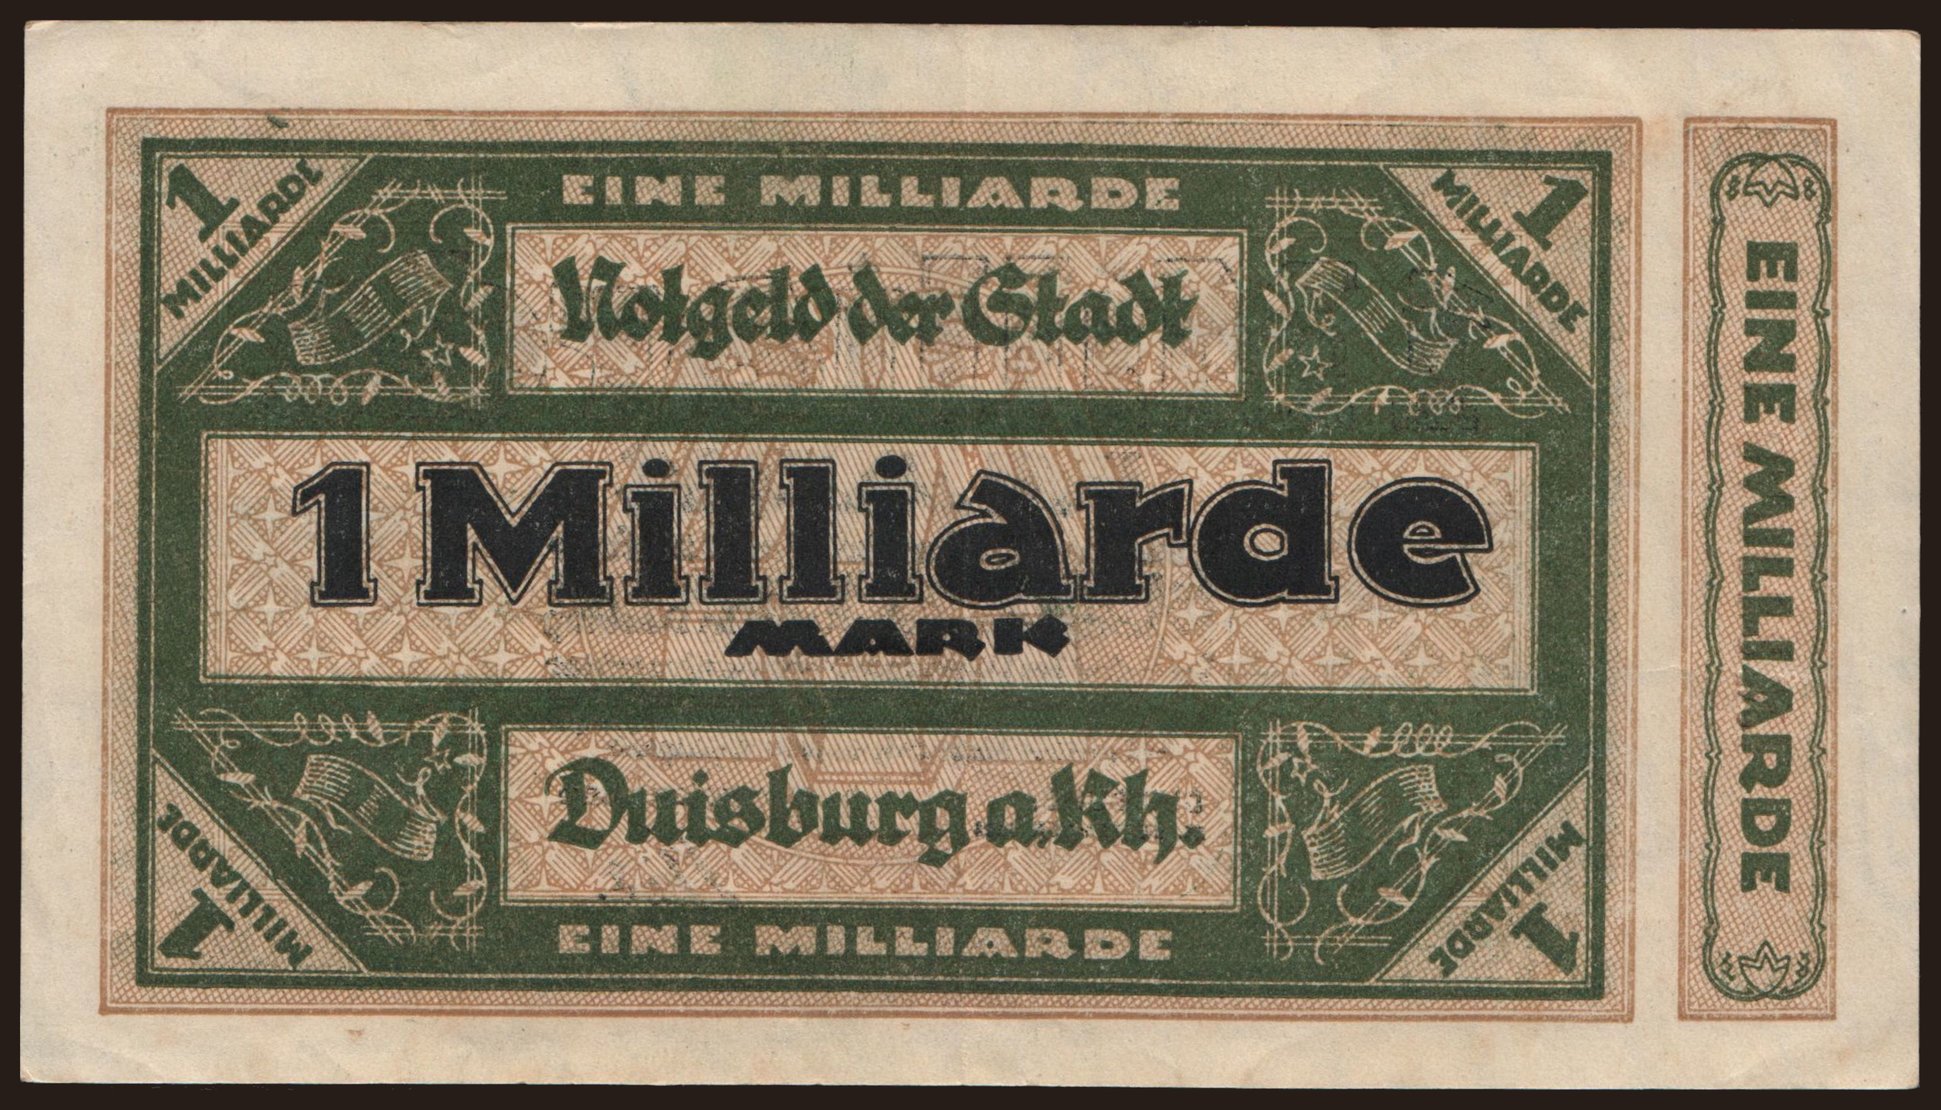 1
MILLIARDE
EINE MILLIARDE
1
MILLIARDE
Notgeld der Stadt
1 Milliarde
MARK
Duisburg a. Rh.
EINE MILLIARDE
1
MILLIARDE
1
MILLIARDE
EINE MILLIARDE